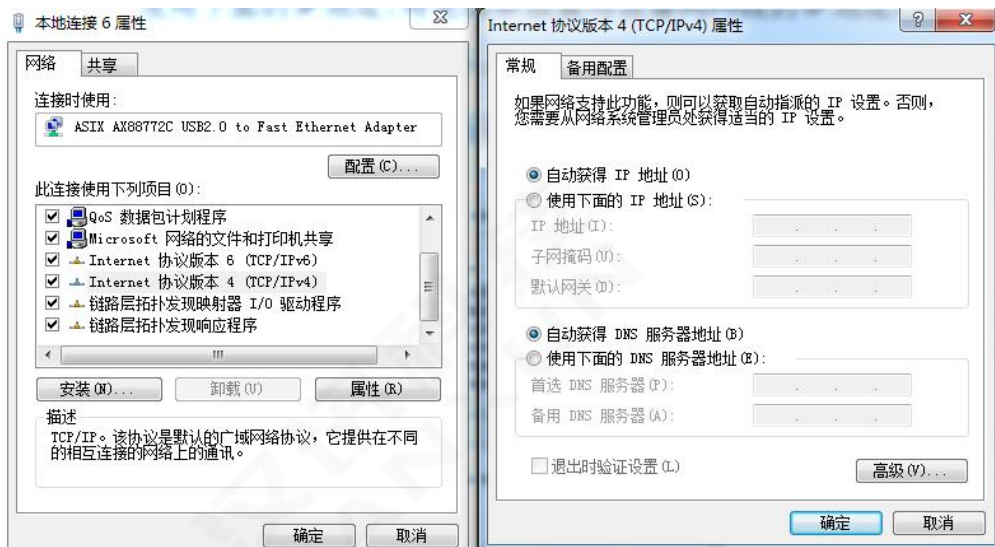 本地连接 6 属性
网络
共享
连接时使用:
ASIX AX88772C USB2.0 to Fast Ethernet Adapter
配置(C)...
此连接使用下列项目(O):
QoS 数据包计划程序
Microsoft 网络的文件和打印机共享
Internet 协议版本 6 (TCP/IPv6)
Internet 协议版本 4 (TCP/IPv4)
链路层拓扑发现映射器 I/O 驱动程序
链路层拓扑发现响应程序
安装(N)...
卸载(U)
属性(R)
描述
TCP/IP。该协议是默认的广域网络协议，它提供在不同
的相互连接的网络上的通讯。
确定
取消
Internet 协议版本 4 (TCP/IPv4) 属性
常规
备用配置
如果网络支持此功能，则可以获取自动指派的 IP 设置。否则，
您需要从网络系统管理员处获得适当的 IP 设置。
自动获得 IP 地址(O)
使用下面的 IP 地址(S):
IP 地址(I):
子网掩码(U):
默认网关(D):
自动获得 DNS 服务器地址(B)
使用下面的 DNS 服务器地址(E):
首选 DNS 服务器(P):
备用 DNS 服务器(A):
退出时验证设置(L)
高级(V)...
确定
取消